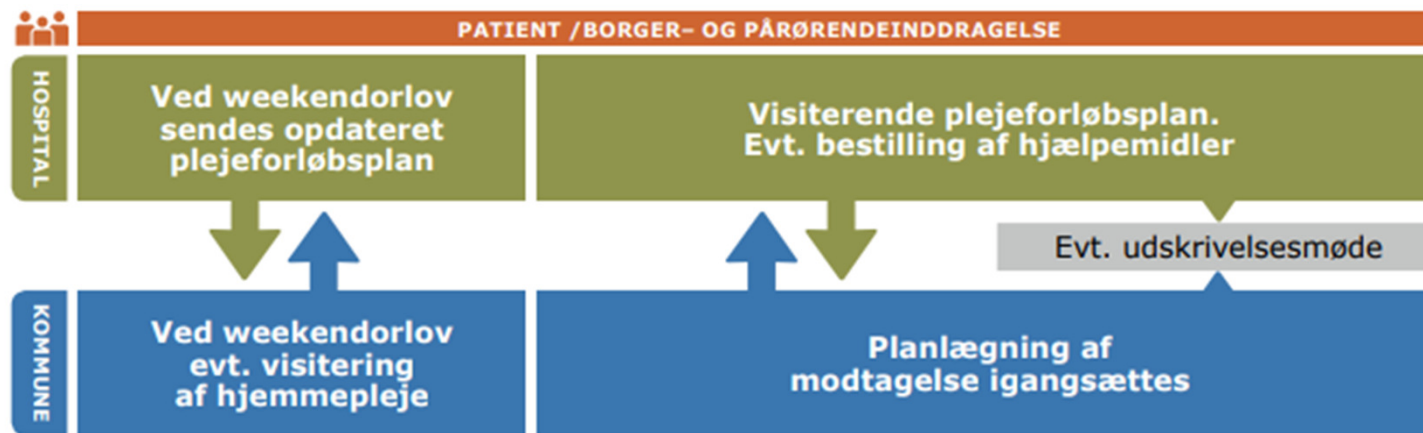 PATIENT /BORGER– OG PÅRØRENDEINDDRAGELSE
HOSPITAL
Ved weekendorlov
sendes opdateret
plejeforløbsplan
Visiterende plejeforløbsplan.
Evt. bestilling af hjælpemidler
Evt. udskrivelsesmøde
KOMMUNE
Ved weekendorlov
evt. visitering
af hjemmepleje
Planlægning af
modtagelse igangsættes